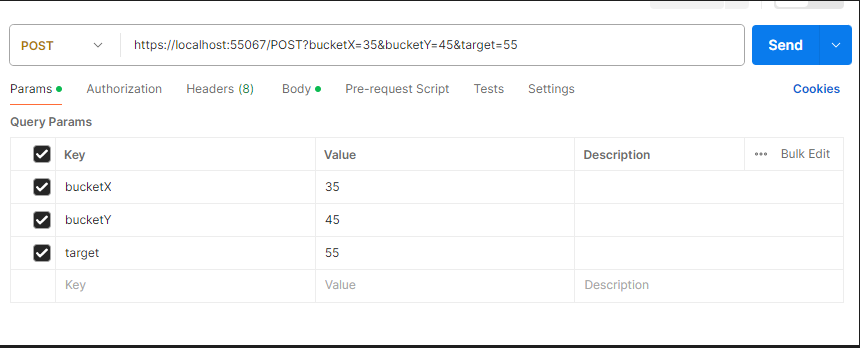 POST https://localhost:55067/POST?bucketX=35&bucketY=45&target=55 Send
Params Authorization Headers (8) Body Pre-request Script Tests Settings Cookies
Query Params
Key Value Description ••• Bulk Edit
bucketX 35
bucketY 45
target 55
Key Value Description